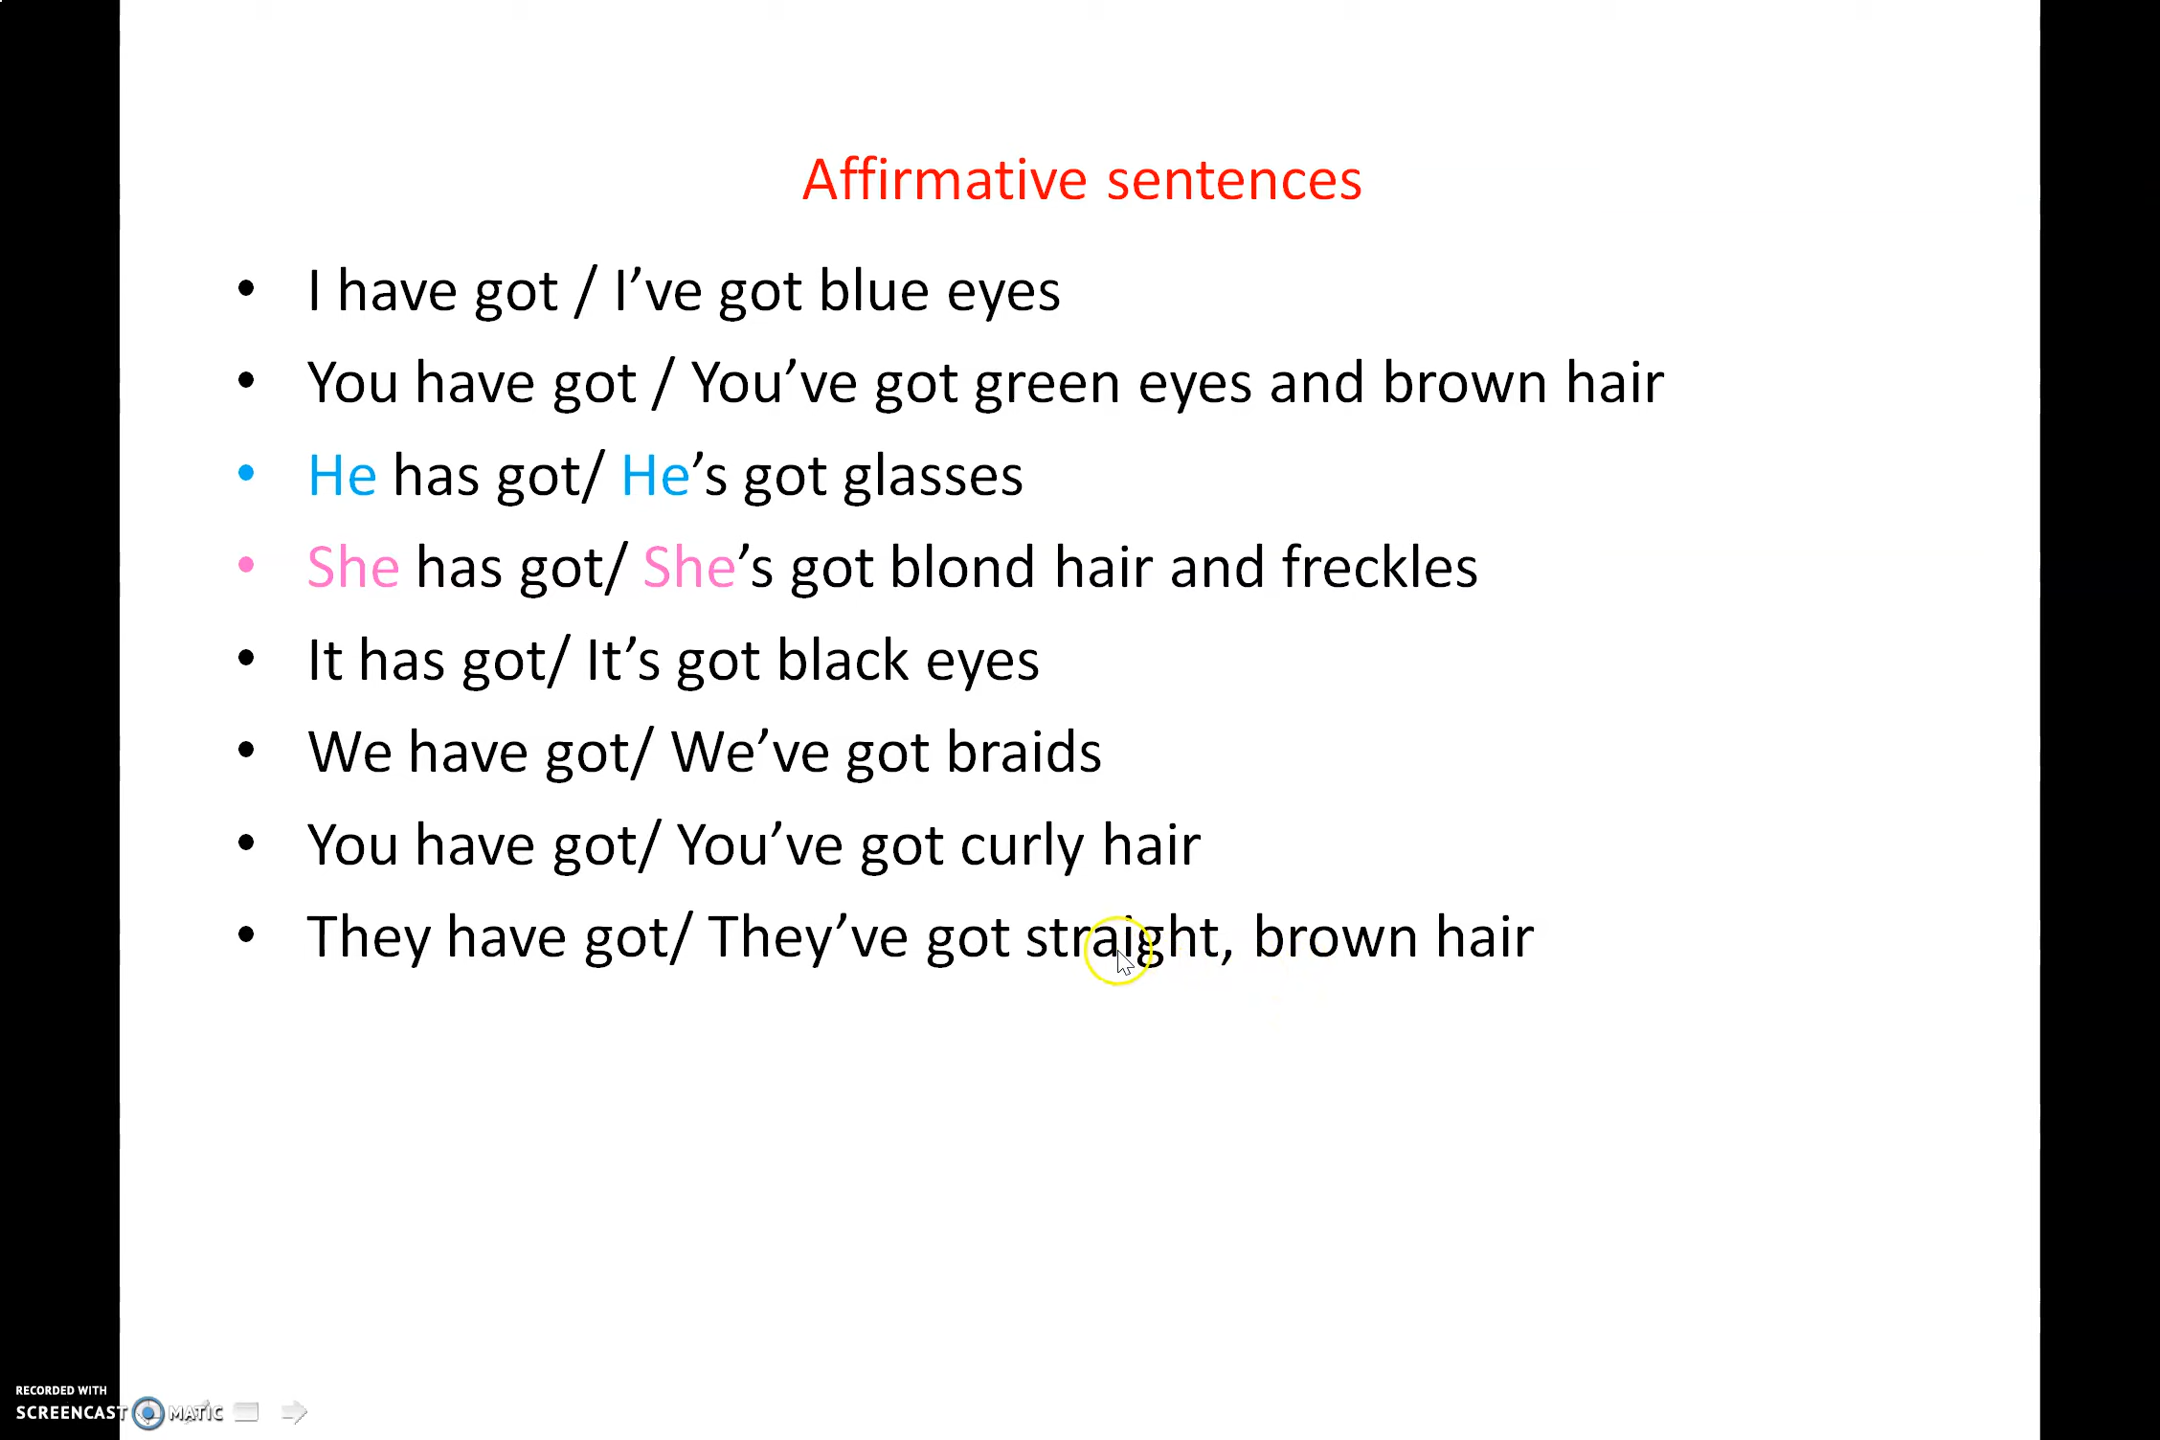 Affirmative sentences
• I have got / I’ve got blue eyes
• You have got / You’ve got green eyes and brown hair
• He has got/ He’s got glasses
• She has got/ She’s got blond hair and freckles
• It has got/ It’s got black eyes
• We have got/ We’ve got braids
• You have got/ You’ve got curly hair
• They have got/ They’ve got straight, brown hair
RECORDED WITH
SCREENCAST MATIC